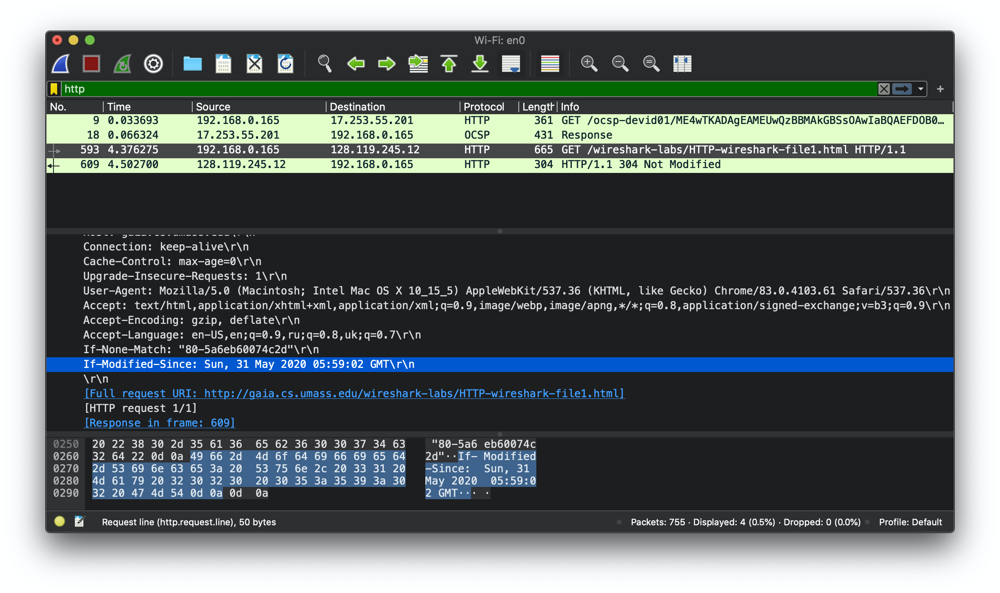 Wi-Fi: en0
http
No. Time Source Destination Protocol Length Info
9 0.033693 192.168.0.165 17.253.55.201 HTTP 361 GET /ocsp-devid01/ME4wTKADAgEAMEUwQzBBMAkGBSsOAwIaBQAEFDOB0…
18 0.066324 17.253.55.201 192.168.0.165 OCSP 431 Response
593 4.376275 192.168.0.165 128.119.245.12 HTTP 665 GET /wireshark-labs/HTTP-wireshark-file1.html HTTP/1.1
609 4.502700 128.119.245.12 192.168.0.165 HTTP 304 HTTP/1.1 304 Not Modified
Host: gaia.cs.umass.edu\r\n
Connection: keep-alive\r\n
Cache-Control: max-age=0\r\n
Upgrade-Insecure-Requests: 1\r\n
User-Agent: Mozilla/5.0 (Macintosh; Intel Mac OS X 10_15_5) AppleWebKit/537.36 (KHTML, like Gecko) Chrome/83.0.4103.61 Safari/537.36\r\n
Accept: text/html,application/xhtml+xml,application/xml;q=0.9,image/webp,image/apng,*/*;q=0.8,application/signed-exchange;v=b3;q=0.9\r\n
Accept-Encoding: gzip, deflate\r\n
Accept-Language: en-US,en;q=0.9,ru;q=0.8,uk;q=0.7\r\n
If-None-Match: "80-5a6eb60074c2d"\r\n
If-Modified-Since: Sun, 31 May 2020 05:59:02 GMT\r\n
\r\n
[Full request URI: http://gaia.cs.umass.edu/wireshark-labs/HTTP-wireshark-file1.html]
[HTTP request 1/1]
[Response in frame: 609]
0250 20 22 38 30 2d 35 61 36 65 62 36 30 30 37 34 63 "80-5a6 eb60074c
0260 32 64 22 0d 0a 49 66 2d 4d 6f 64 69 66 69 65 64 2d"··If- Modified
0270 2d 53 69 6e 63 65 3a 20 53 75 6e 2c 20 33 31 20 -Since: Sun, 31
0280 4d 61 79 20 32 30 32 30 20 30 35 3a 35 39 3a 30 May 2020 05:59:0
0290 32 20 47 4d 54 0d 0a 0d 0a 2 GMT··· ·
Request line (http.request.line), 50 bytes Packets: 755 · Displayed: 4 (0.5%) · Dropped: 0 (0.0%) Profile: Default